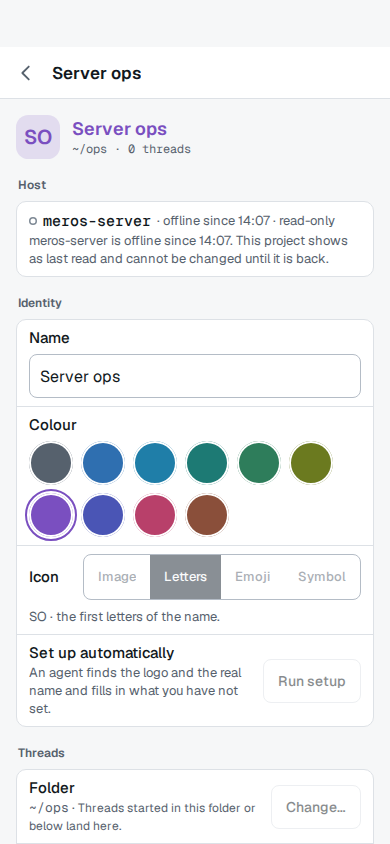 Server ops
SO
Server ops
~/ops · 0 threads
Host
meros-server · offline since 14:07 · read-only
meros-server is offline since 14:07. This project shows
as last read and cannot be changed until it is back.
Identity
Name
Server ops
Colour
Icon
Image Letters Emoji Symbol
SO · the first letters of the name.
Set up automatically
An agent finds the logo and the real
name and fills in what you have not
set.
Run setup
Threads
Folder
~/ops · Threads started in this folder or
below land here.
Change…